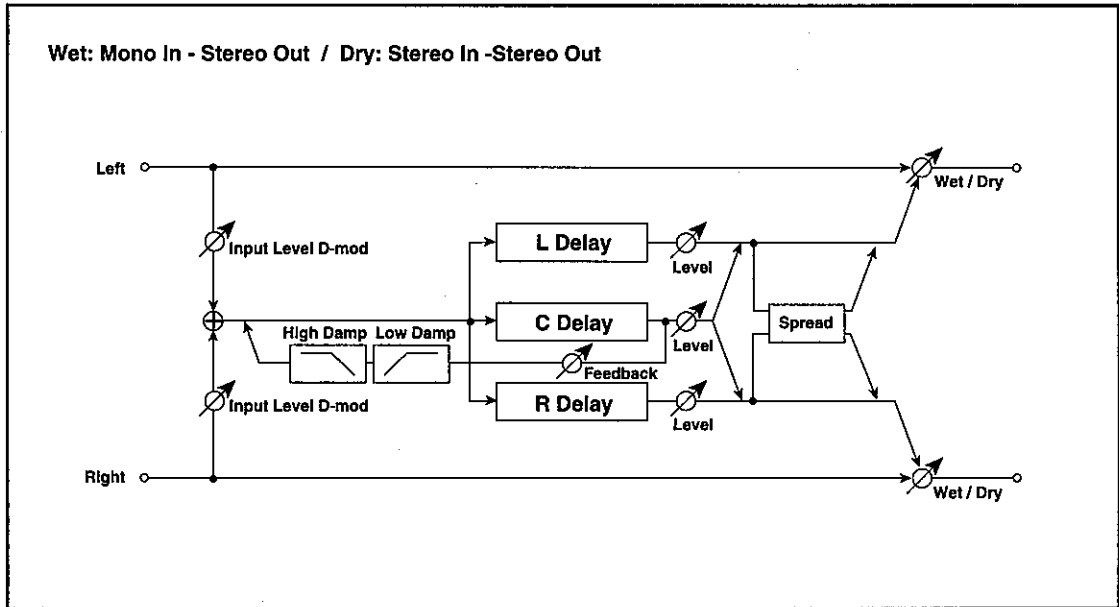 Wet: Mono In - Stereo Out / Dry: Stereo In -Stereo Out
Left
Wet / Dry
Input Level D-mod
L Delay
Level
High Damp
Low Damp
C Delay
Level
Spread
Feedback
Input Level D-mod
R Delay
Level
Right
Wet / Dry